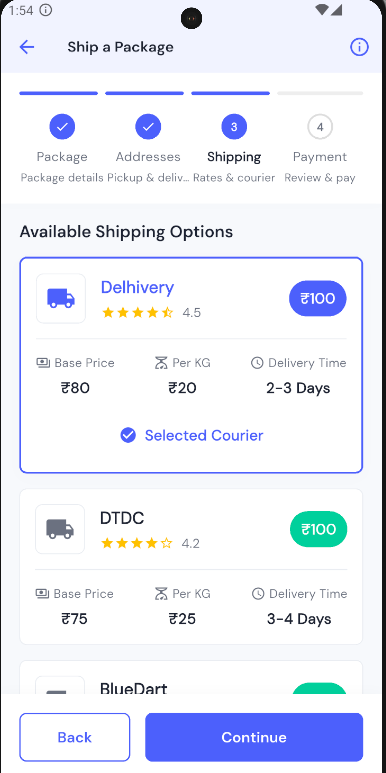 1:54
Ship a Package
3
4
Package
Addresses
Shipping
Payment
Package details
Pickup & deliv...
Rates & courier
Review & pay
Available Shipping Options
Delhivery
₹100
4.5
Base Price
Per KG
Delivery Time
₹80
₹20
2-3 Days
Selected Courier
DTDC
₹100
4.2
Base Price
Per KG
Delivery Time
₹75
₹25
3-4 Days
BlueDart
Back
Continue